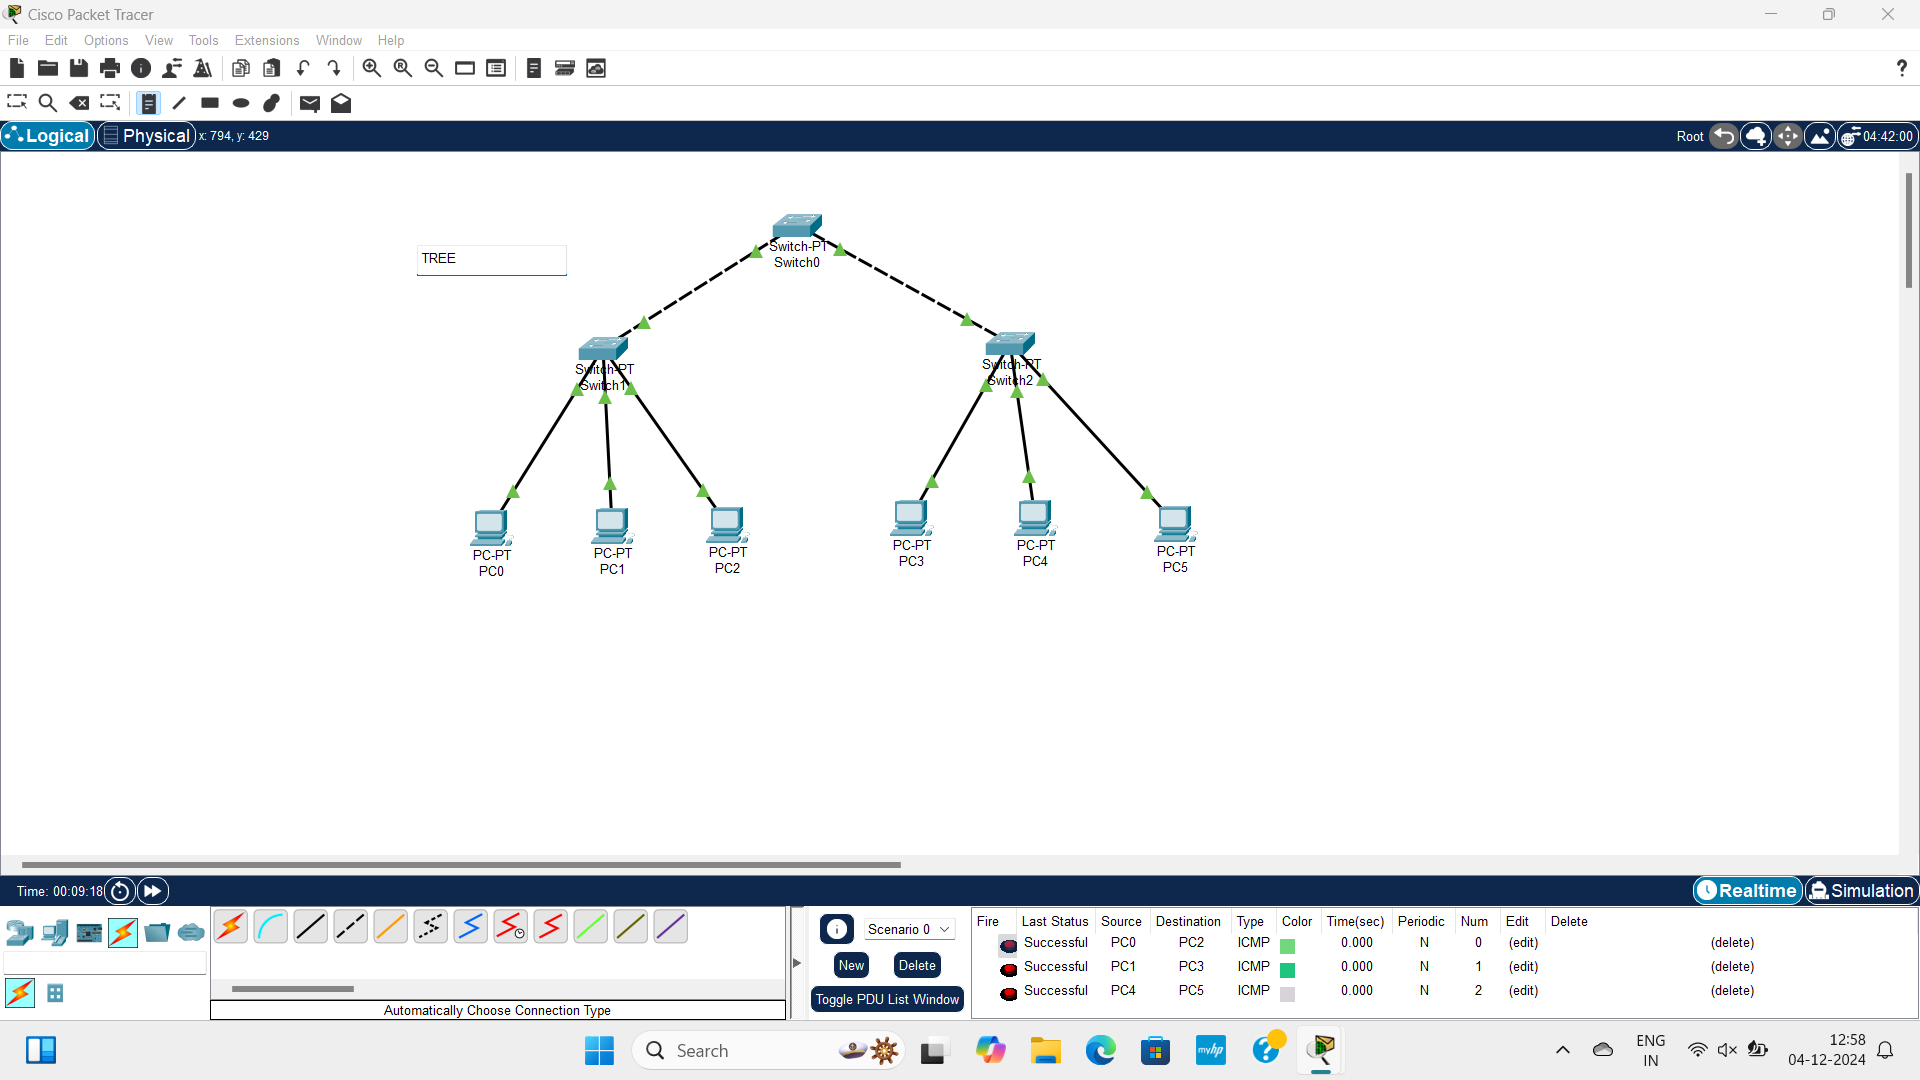 Cisco Packet Tracer
File Edit Options View Tools Extensions Window Help
?
Logical Physical x: 794, y: 429 Root 04:42:00
TREE
Switch-PT
Switch0
Switch-PT
Switch1
Switch-PT
Switch2
PC-PT
PC0
PC-PT
PC1
PC-PT
PC2
PC-PT
PC3
PC-PT
PC4
PC-PT
PC5
Time: 00:09:18 Realtime Simulation
Scenario 0
New Delete
Toggle PDU List Window
Automatically Choose Connection Type
Fire Last Status Source Destination Type Color Time(sec) Periodic Num Edit Delete
Successful PC0 PC2 ICMP 0.000 N 0 (edit) (delete)
Successful PC1 PC3 ICMP 0.000 N 1 (edit) (delete)
Successful PC4 PC5 ICMP 0.000 N 2 (edit) (delete)
Search
myhp
ENG
IN
12:58
04-12-2024